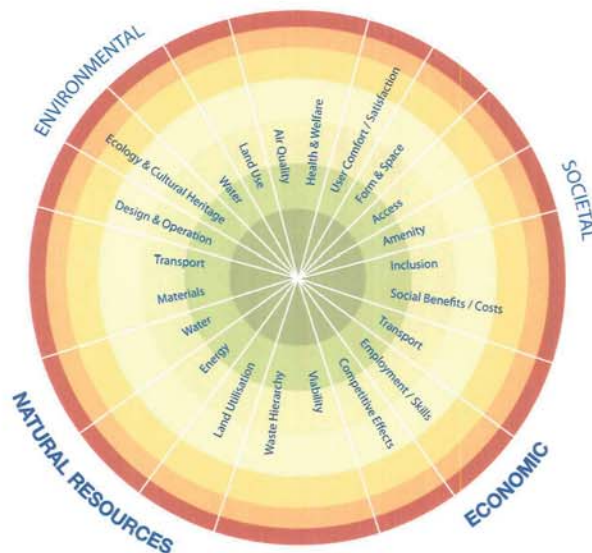 ENVIRONMENTAL
SOCIETAL
ECONOMIC
NATURAL RESOURCES
Air Quality
Health & Welfare
User Comfort / Satisfaction
Form & Space
Access
Amenity
Inclusion
Social Benefits / Costs
Transport
Employment / Skills
Competitive Effects
Viability
Waste Hierarchy
Land Utilisation
Energy
Water
Materials
Transport
Design & Operation
Ecology & Cultural Heritage
Water
Land Use